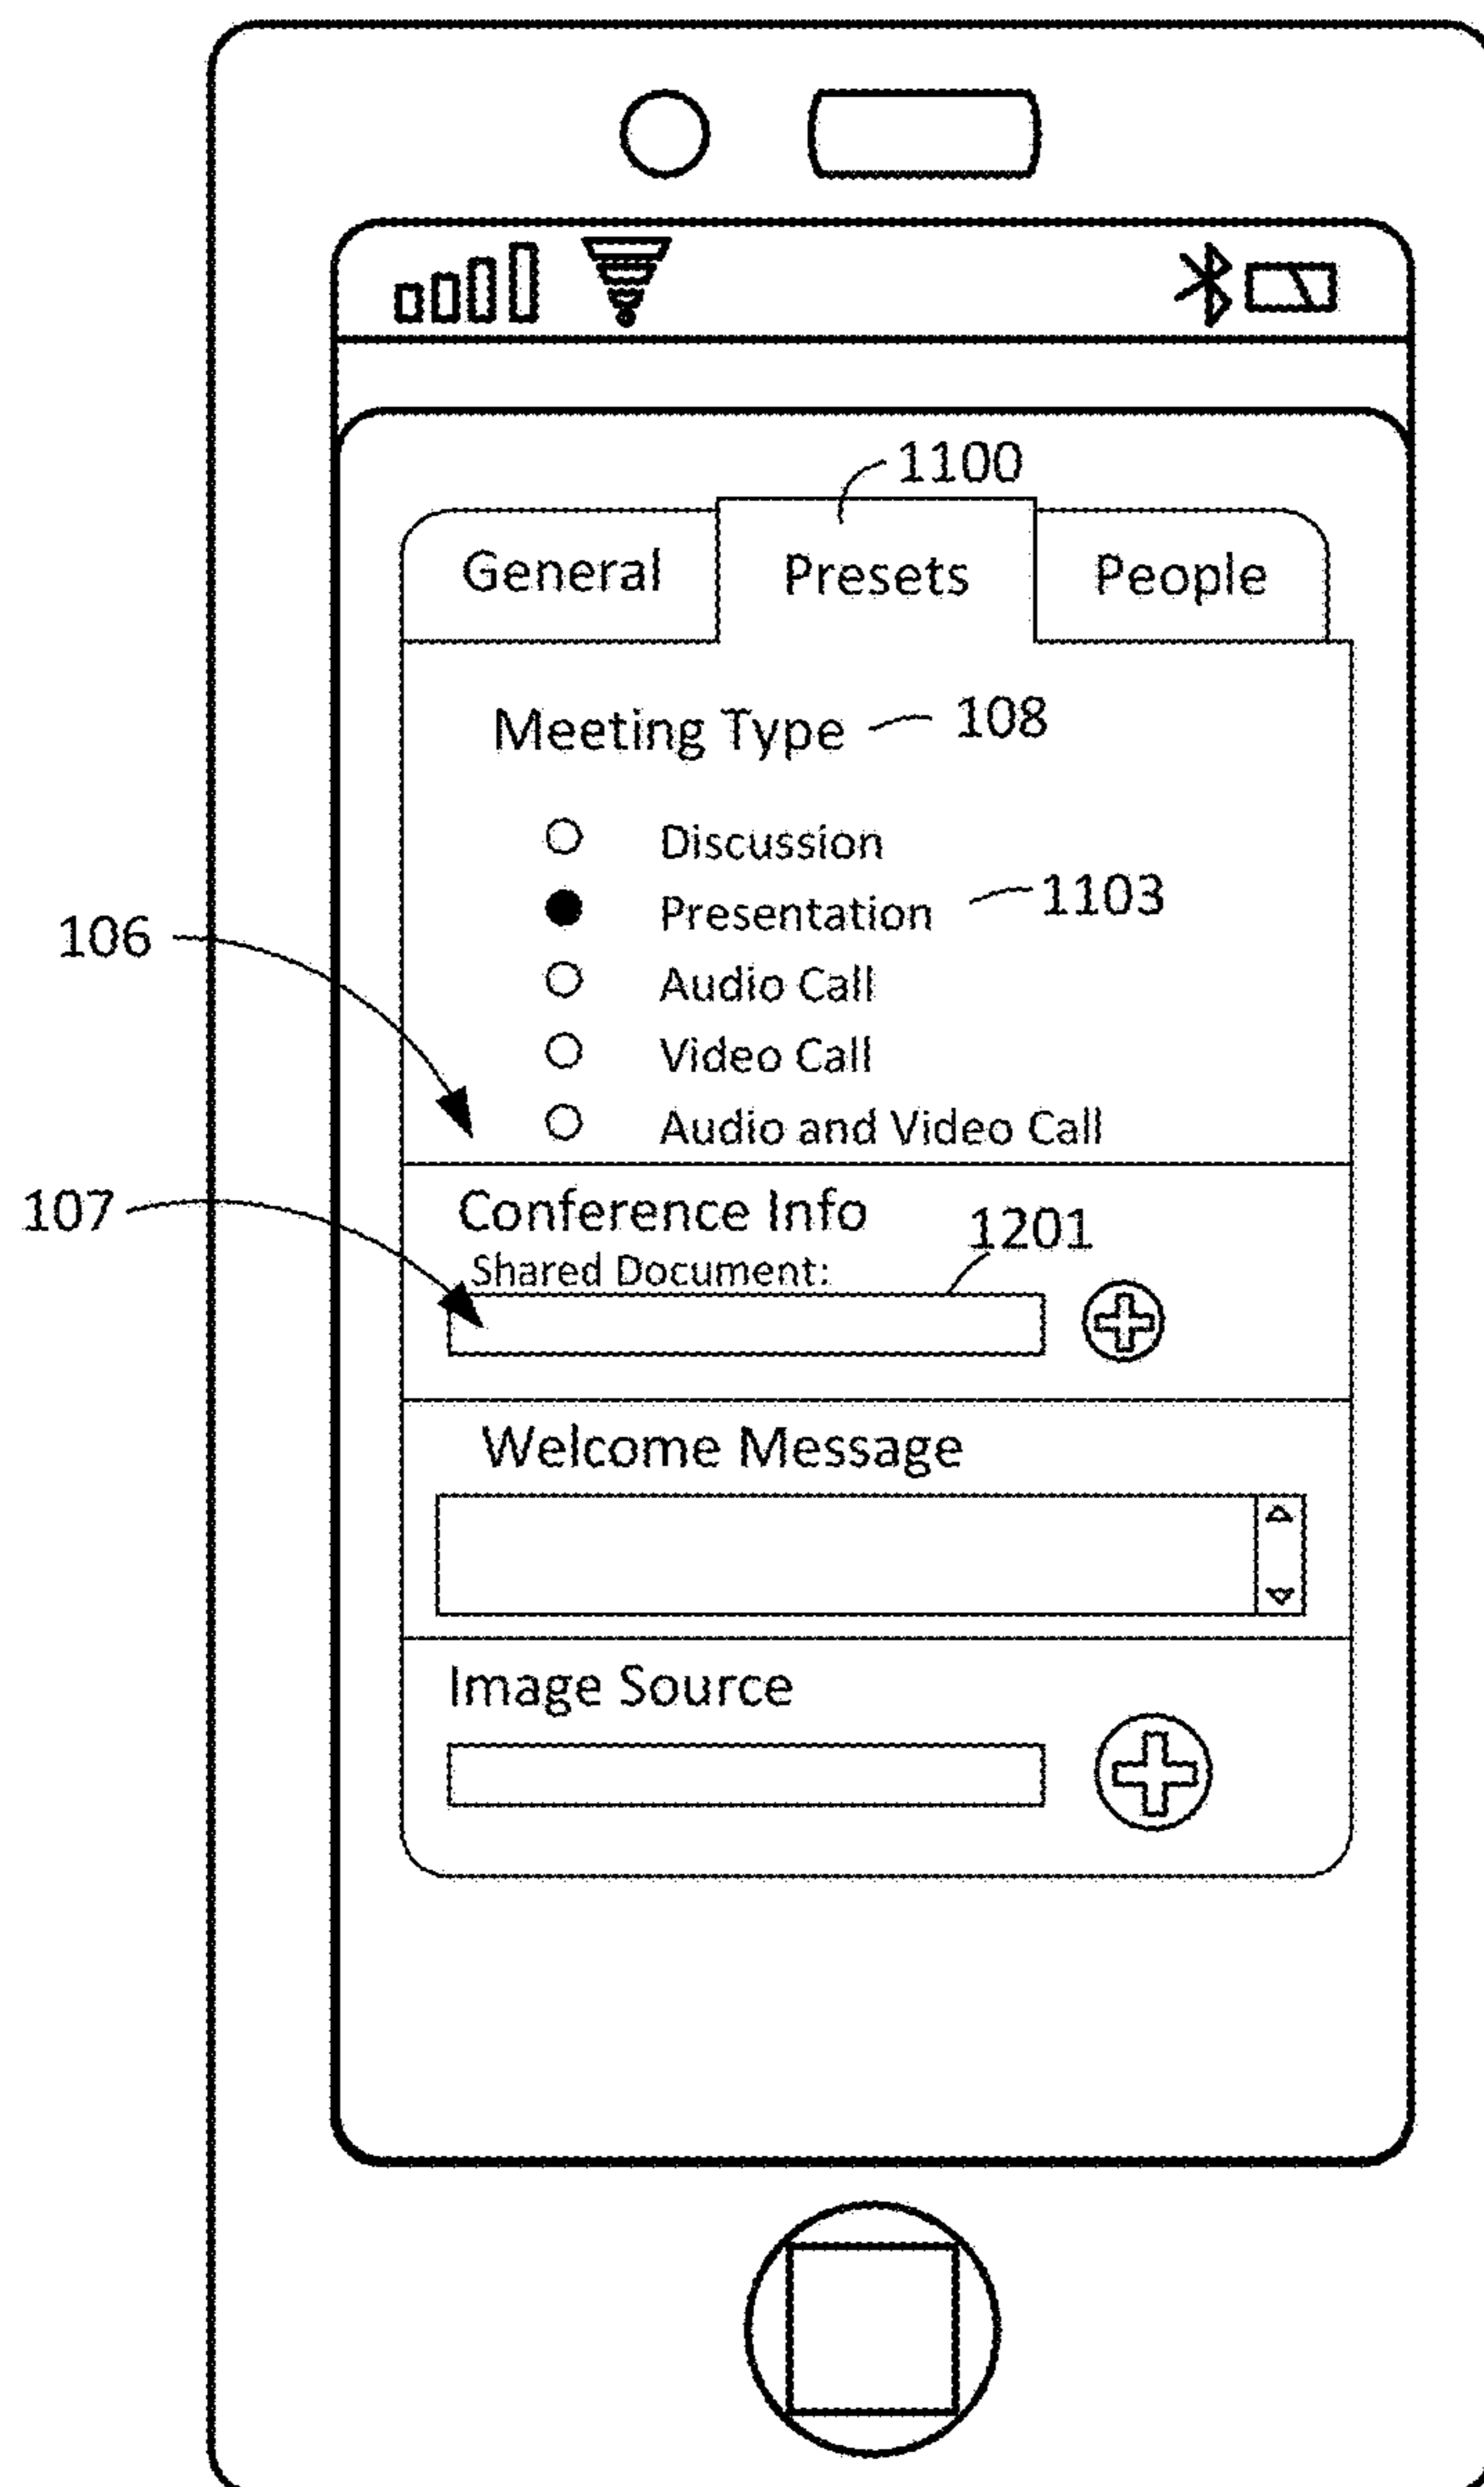 1100
General Presets People
Meeting Type 108
Discussion
Presentation 1103
106
Audio Call
Video Call
Audio and Video Call
107
Conference Info
1201
Shared Document:
Welcome Message
Image Source